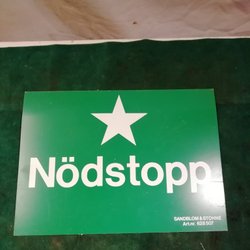 Nödstopp
SANDBLOM & STOHNE
Art.nr. 609 507